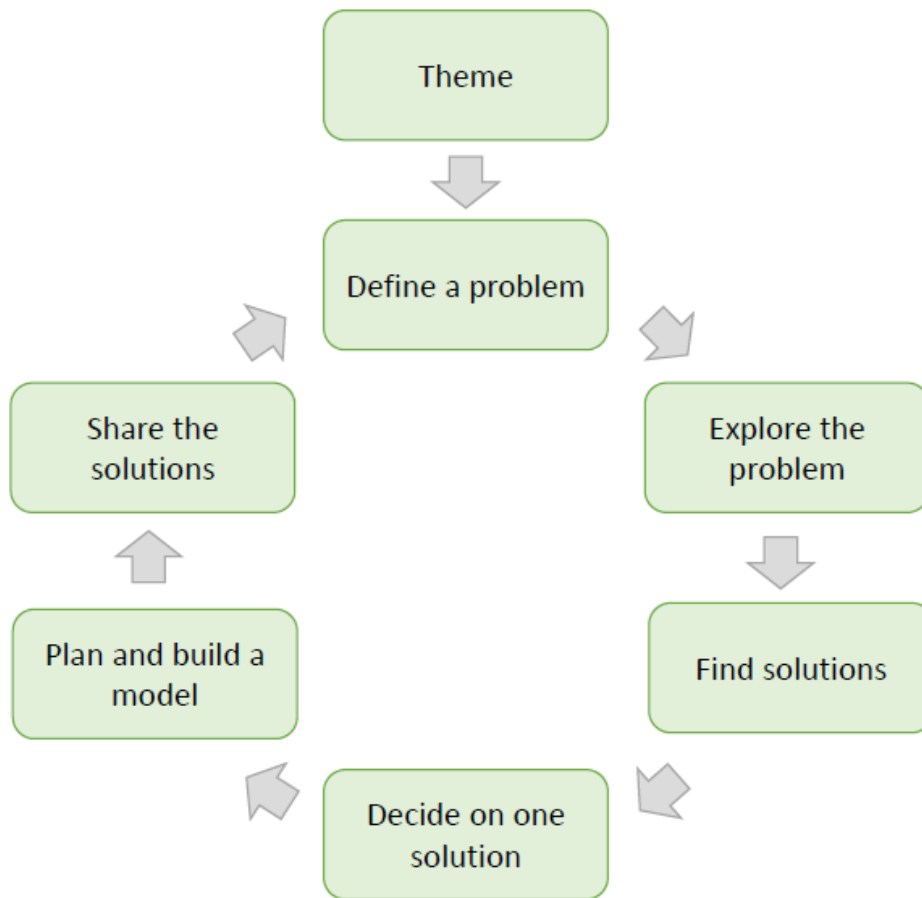 Theme
Define a problem
Explore the
problem
Find solutions
Decide on one
solution
Plan and build a
model
Share the
solutions